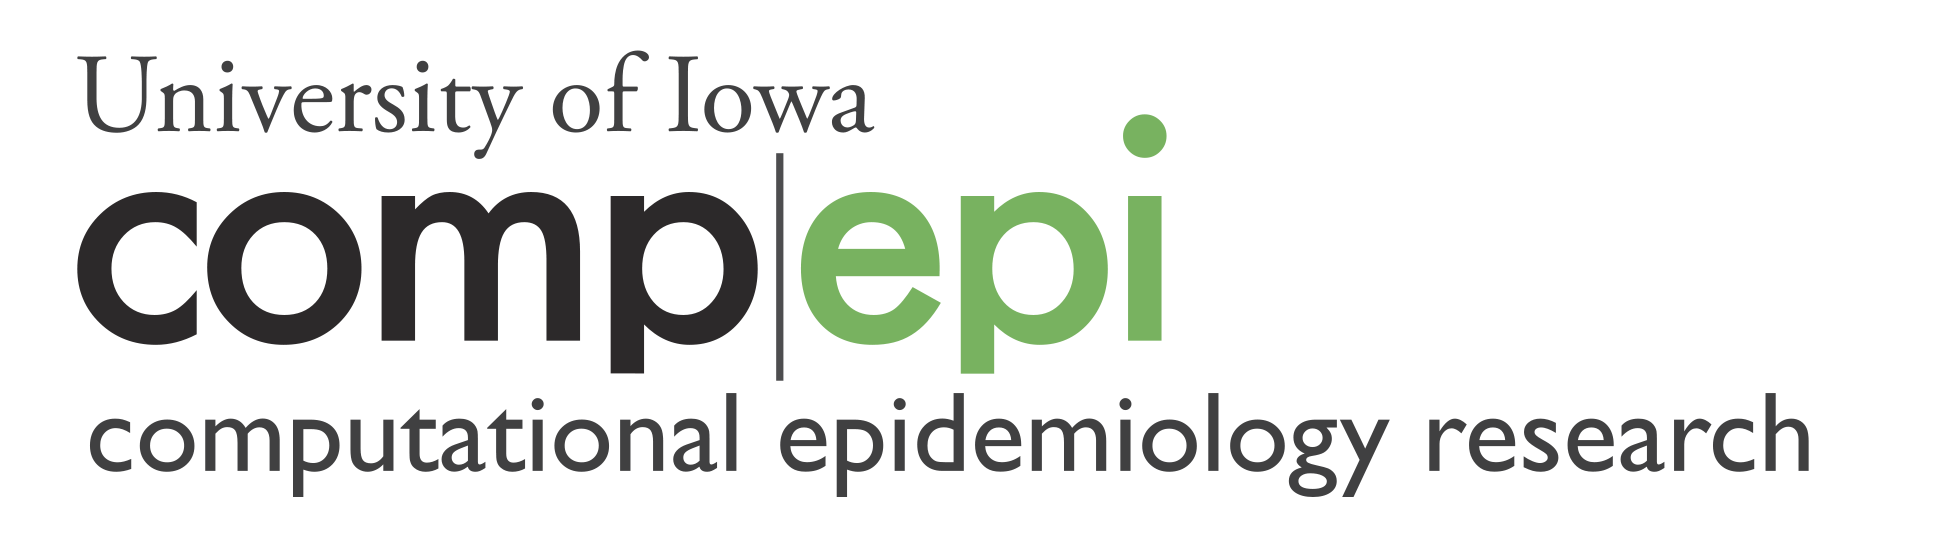 University of Iowa
comp|epi
computational epidemiology research